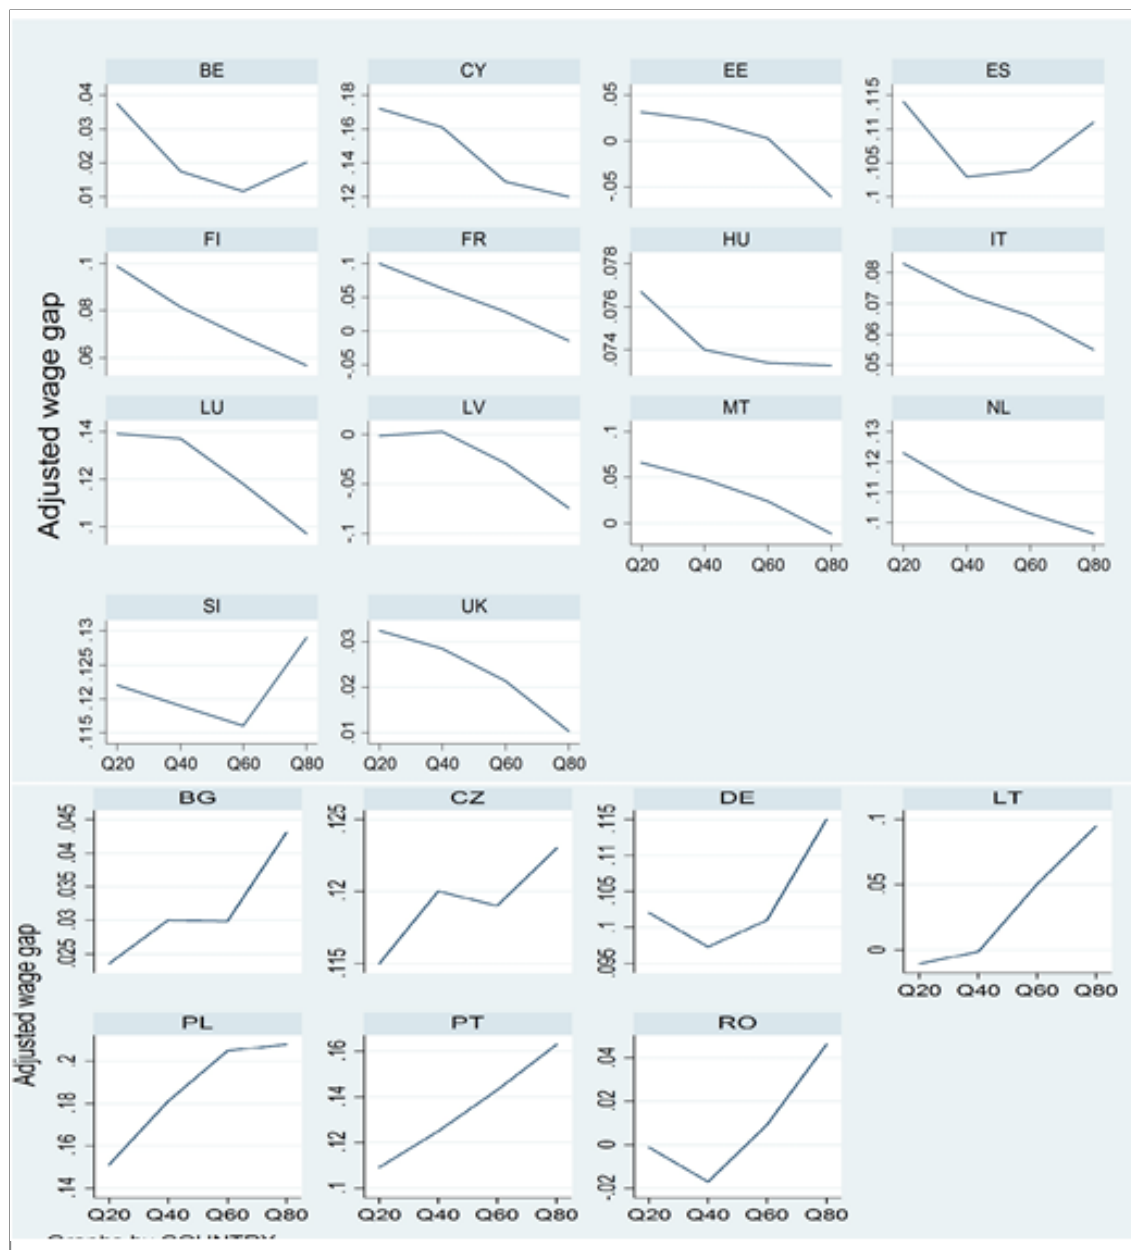 BE CY EE ES
.01 .02 .03 .04
.12 .14 .16 .18
-.05 0 .05
.1 .105 .11 .115
FI FR HU IT
.06 .08 .1
-.05 0 .05 .1
.074 .076 .078
.05 .06 .07 .08
Adjusted wage gap
LU LV MT NL
.1 .12 .14
-.1 -.05 0
0 .05 .1
.1 .11 .12 .13
Q20 Q40 Q60 Q80 Q20 Q40 Q60 Q80
SI UK
.115 .12 .125 .13
.01 .02 .03
Q20 Q40 Q60 Q80 Q20 Q40 Q60 Q80
BG CZ DE LT
.025 .03 .035 .04 .045
.115 .12 .125
.095 .1 .105 .11 .115
0 .05 .1
Q20 Q40 Q60 Q80
Adjusted wage gap
PL PT RO
.14 .16 .18 .2
.1 .12 .14 .16
-.02 0 .02 .04
Q20 Q40 Q60 Q80 Q20 Q40 Q60 Q80 Q20 Q40 Q60 Q80
Graphs by COUNTRY